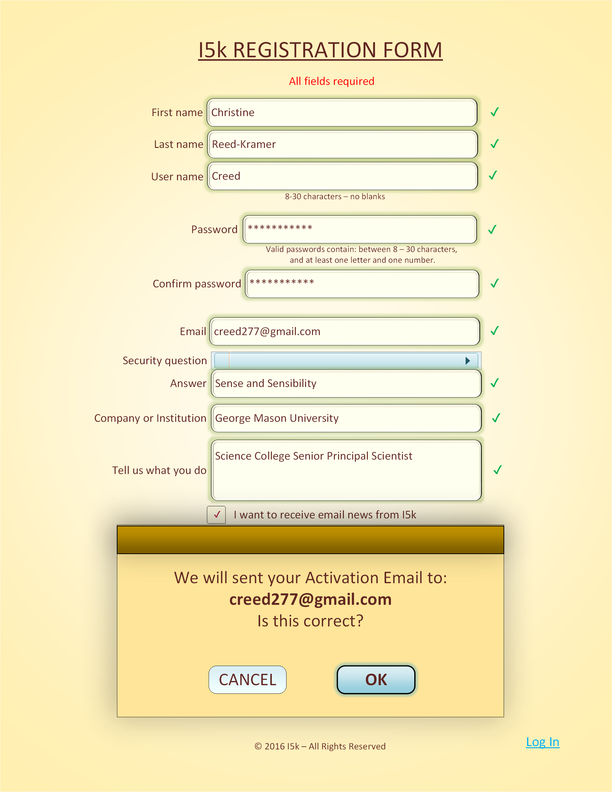 I5k REGISTRATION FORM
All fields required
First name Christine ✓
Last name Reed-Kramer ✓
User name Creed ✓
8-30 characters – no blanks
Password *********** ✓
Valid passwords contain: between 8 – 30 characters,
and at least one letter and one number.
Confirm password *********** ✓
Email creed277@gmail.com ✓
Security question
Answer Sense and Sensibility ✓
Company or Institution George Mason University ✓
Tell us what you do Science College Senior Principal Scientist ✓
✓ I want to receive email news from I5k
We will sent your Activation Email to:
creed277@gmail.com
Is this correct?
CANCEL OK
© 2016 I5k – All Rights Reserved
Log In